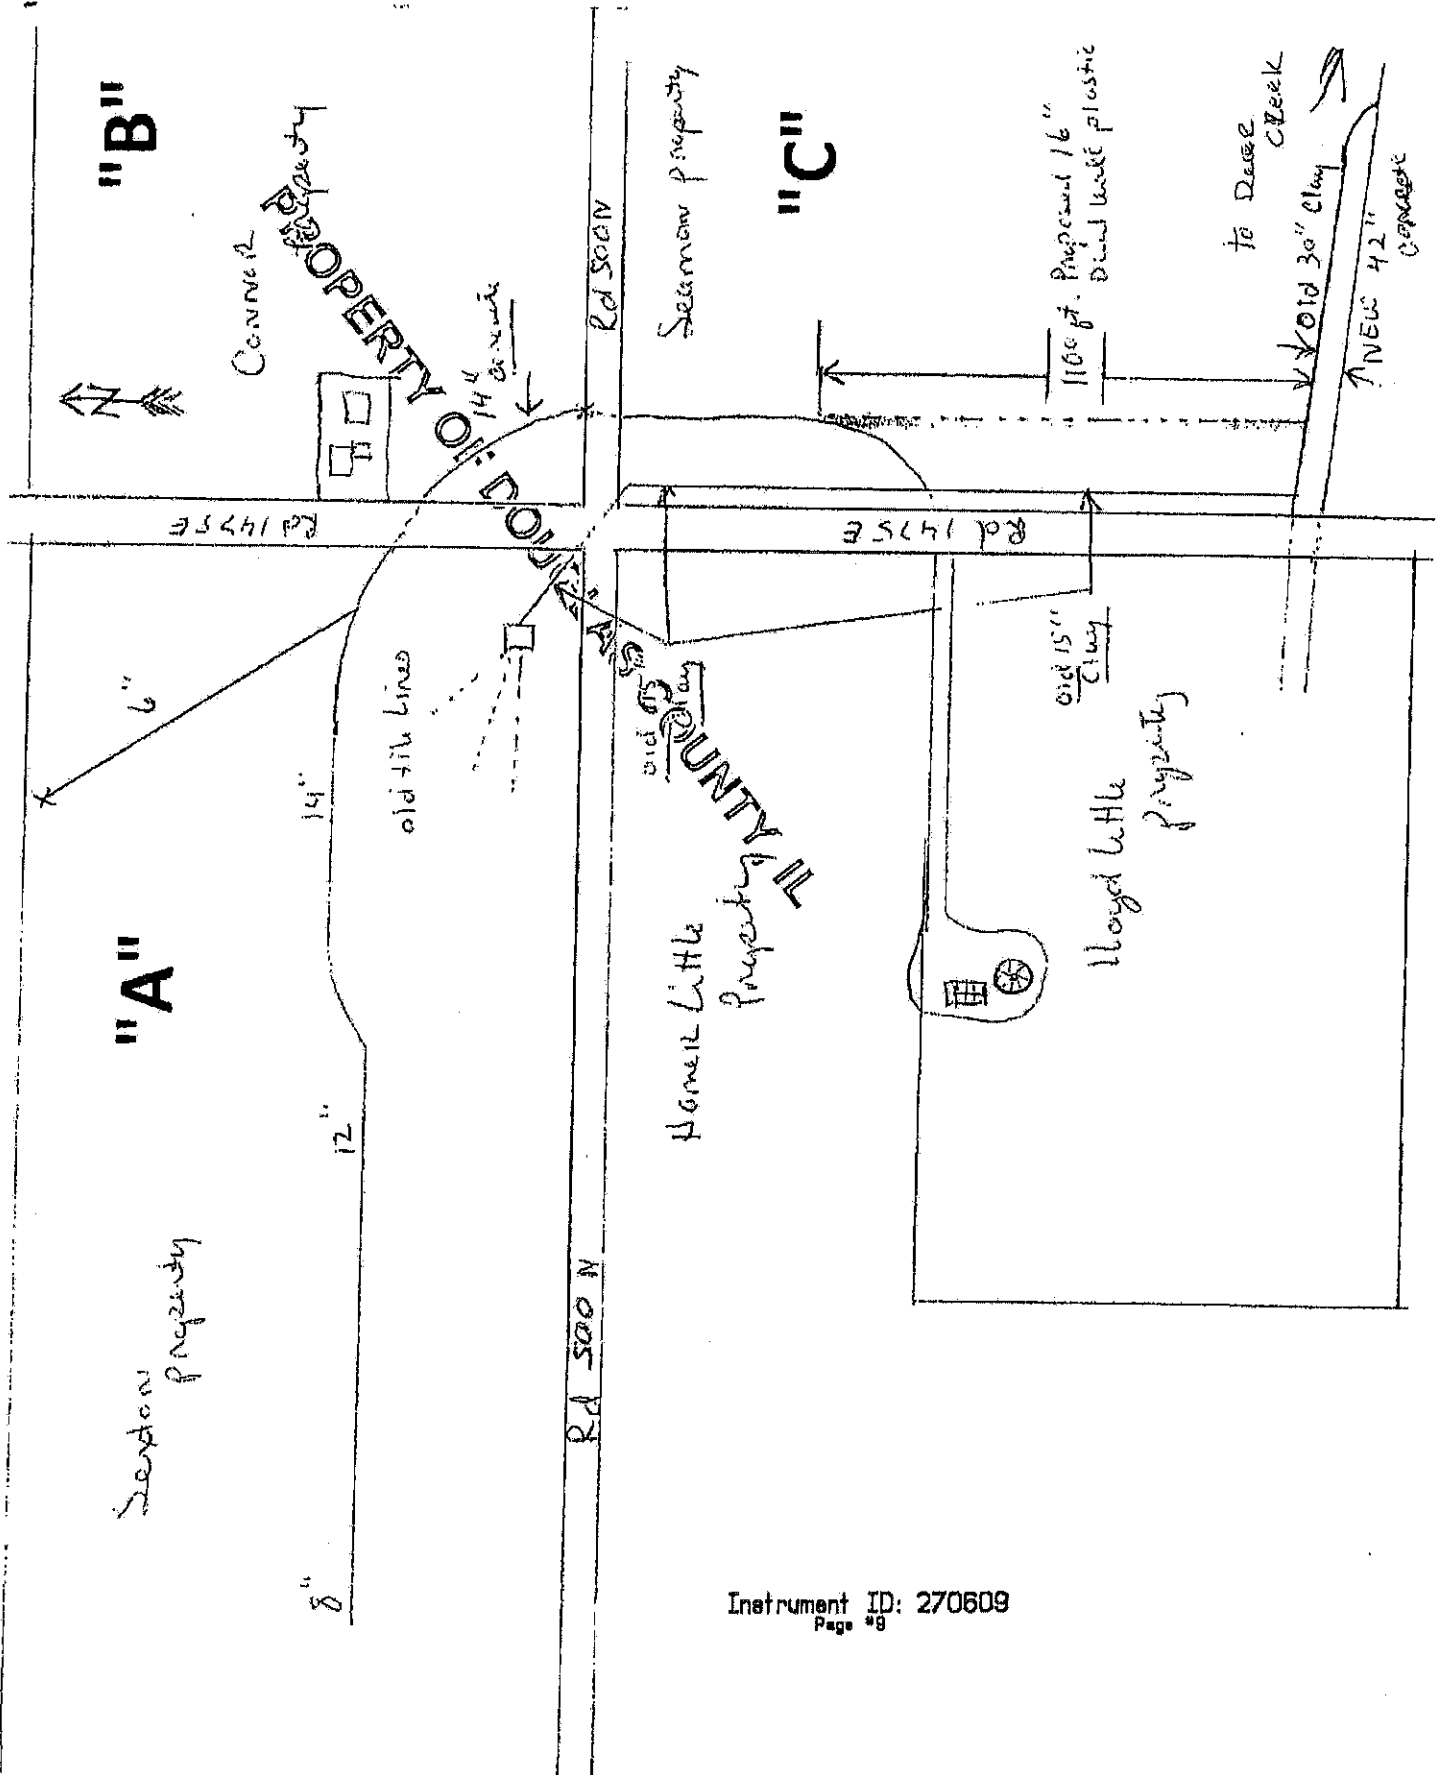 "B"
Conner
property
N
14"
concrete
Rd 500N
Seaman property
"C"
1100 ft. Proposed 16"
Dual wall plastic
to Deer
Creek
Old 30" Clay
NEW 42"
concrete
Rd 1475E
Rd 1475E
6"
14"
old tile lines
old 15"
clay
old 15"
Clay
"A"
12"
Homer Little
Property
Lloyd Little
Property
Sexton
property
8"
Rd 500 N
PROPERTY OF DOUGLAS COUNTY IL
Instrument ID: 270609
Page #9